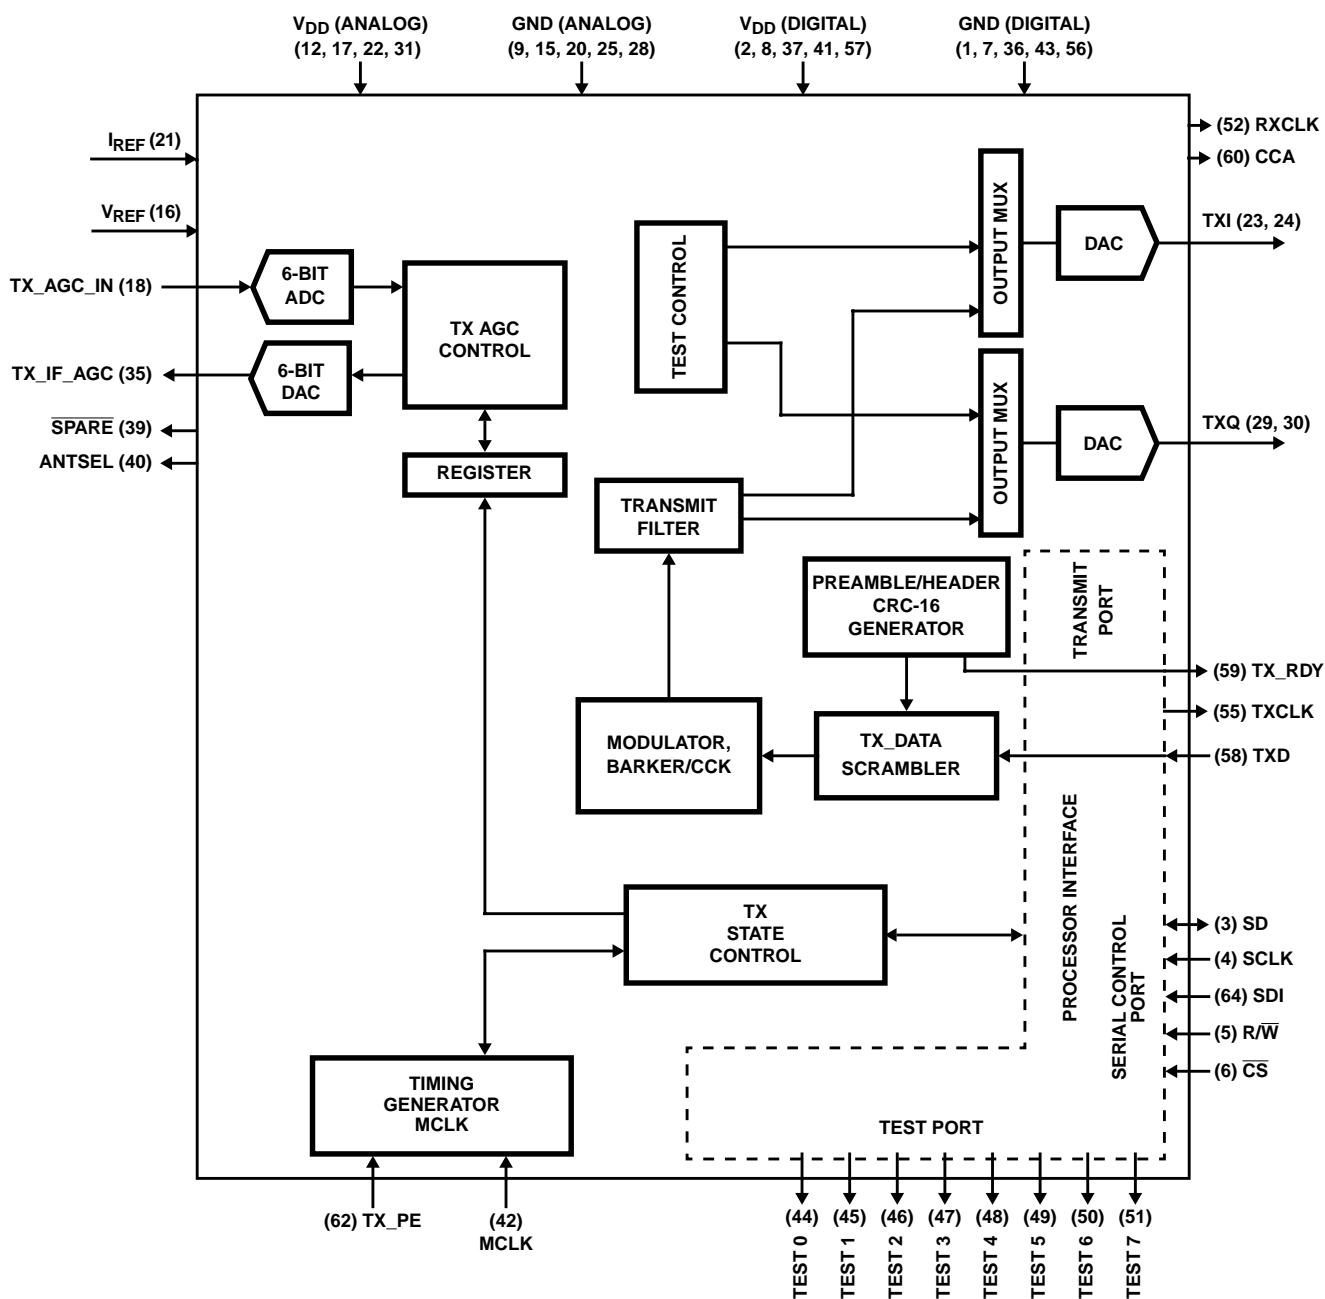 VDD (ANALOG)
(12, 17, 22, 31)
GND (ANALOG)
(9, 15, 20, 25, 28)
VDD (DIGITAL)
(2, 8, 37, 41, 57)
GND (DIGITAL)
(1, 7, 36, 43, 56)
IREF (21)
VREF (16)
TX_AGC_IN (18)
TX_IF_AGC (35)
SPARE (39)
ANTSEL (40)
6-BIT
ADC
6-BIT
DAC
TX AGC
CONTROL
REGISTER
TEST CONTROL
OUTPUT MUX
OUTPUT MUX
DAC
DAC
(52) RXCLK
(60) CCA
TXI (23, 24)
TXQ (29, 30)
TRANSMIT
FILTER
PREAMBLE/HEADER
CRC-16
GENERATOR
TRANSMIT
PORT
(59) TX_RDY
(55) TXCLK
(58) TXD
MODULATOR,
BARKER/CCK
TX_DATA
SCRAMBLER
PROCESSOR INTERFACE
SERIAL CONTROL
PORT
TX
STATE
CONTROL
(3) SD
(4) SCLK
(64) SDI
(5) R/W
(6) CS
TIMING
GENERATOR
MCLK
TEST PORT
(62) TX_PE
(42)
MCLK
(44)
(45)
(46)
(47)
(48)
(49)
(50)
(51)
TEST 0
TEST 1
TEST 2
TEST 3
TEST 4
TEST 5
TEST 6
TEST 7